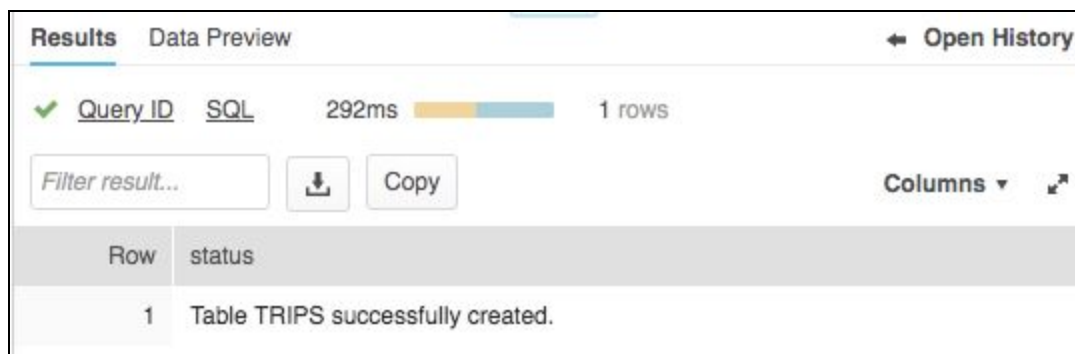 Results Data Preview Open History
Query ID SQL 292ms 1 rows
Filter result... Copy Columns
Row status
1 Table TRIPS successfully created.